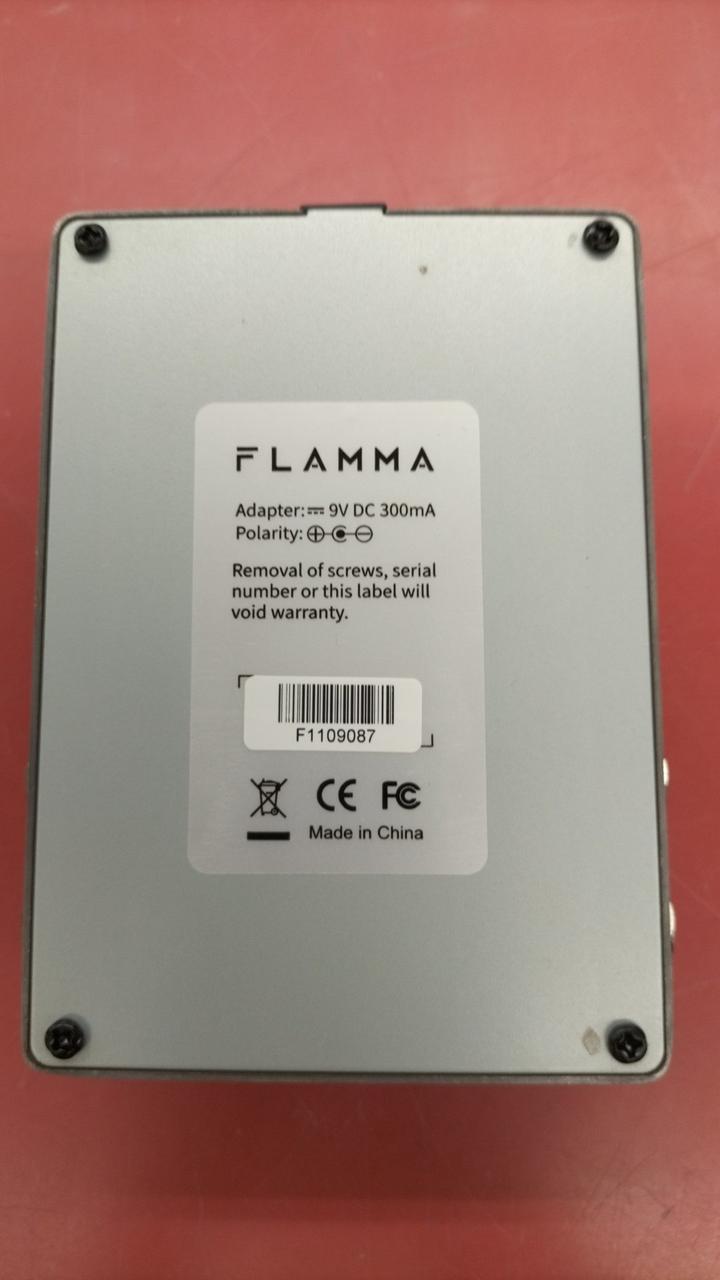 FLAMMA
Adapter: 9V DC 300mA
Polarity:
Removal of screws, serial
number or this label will
void warranty.
F1109087
CE FC
Made in China